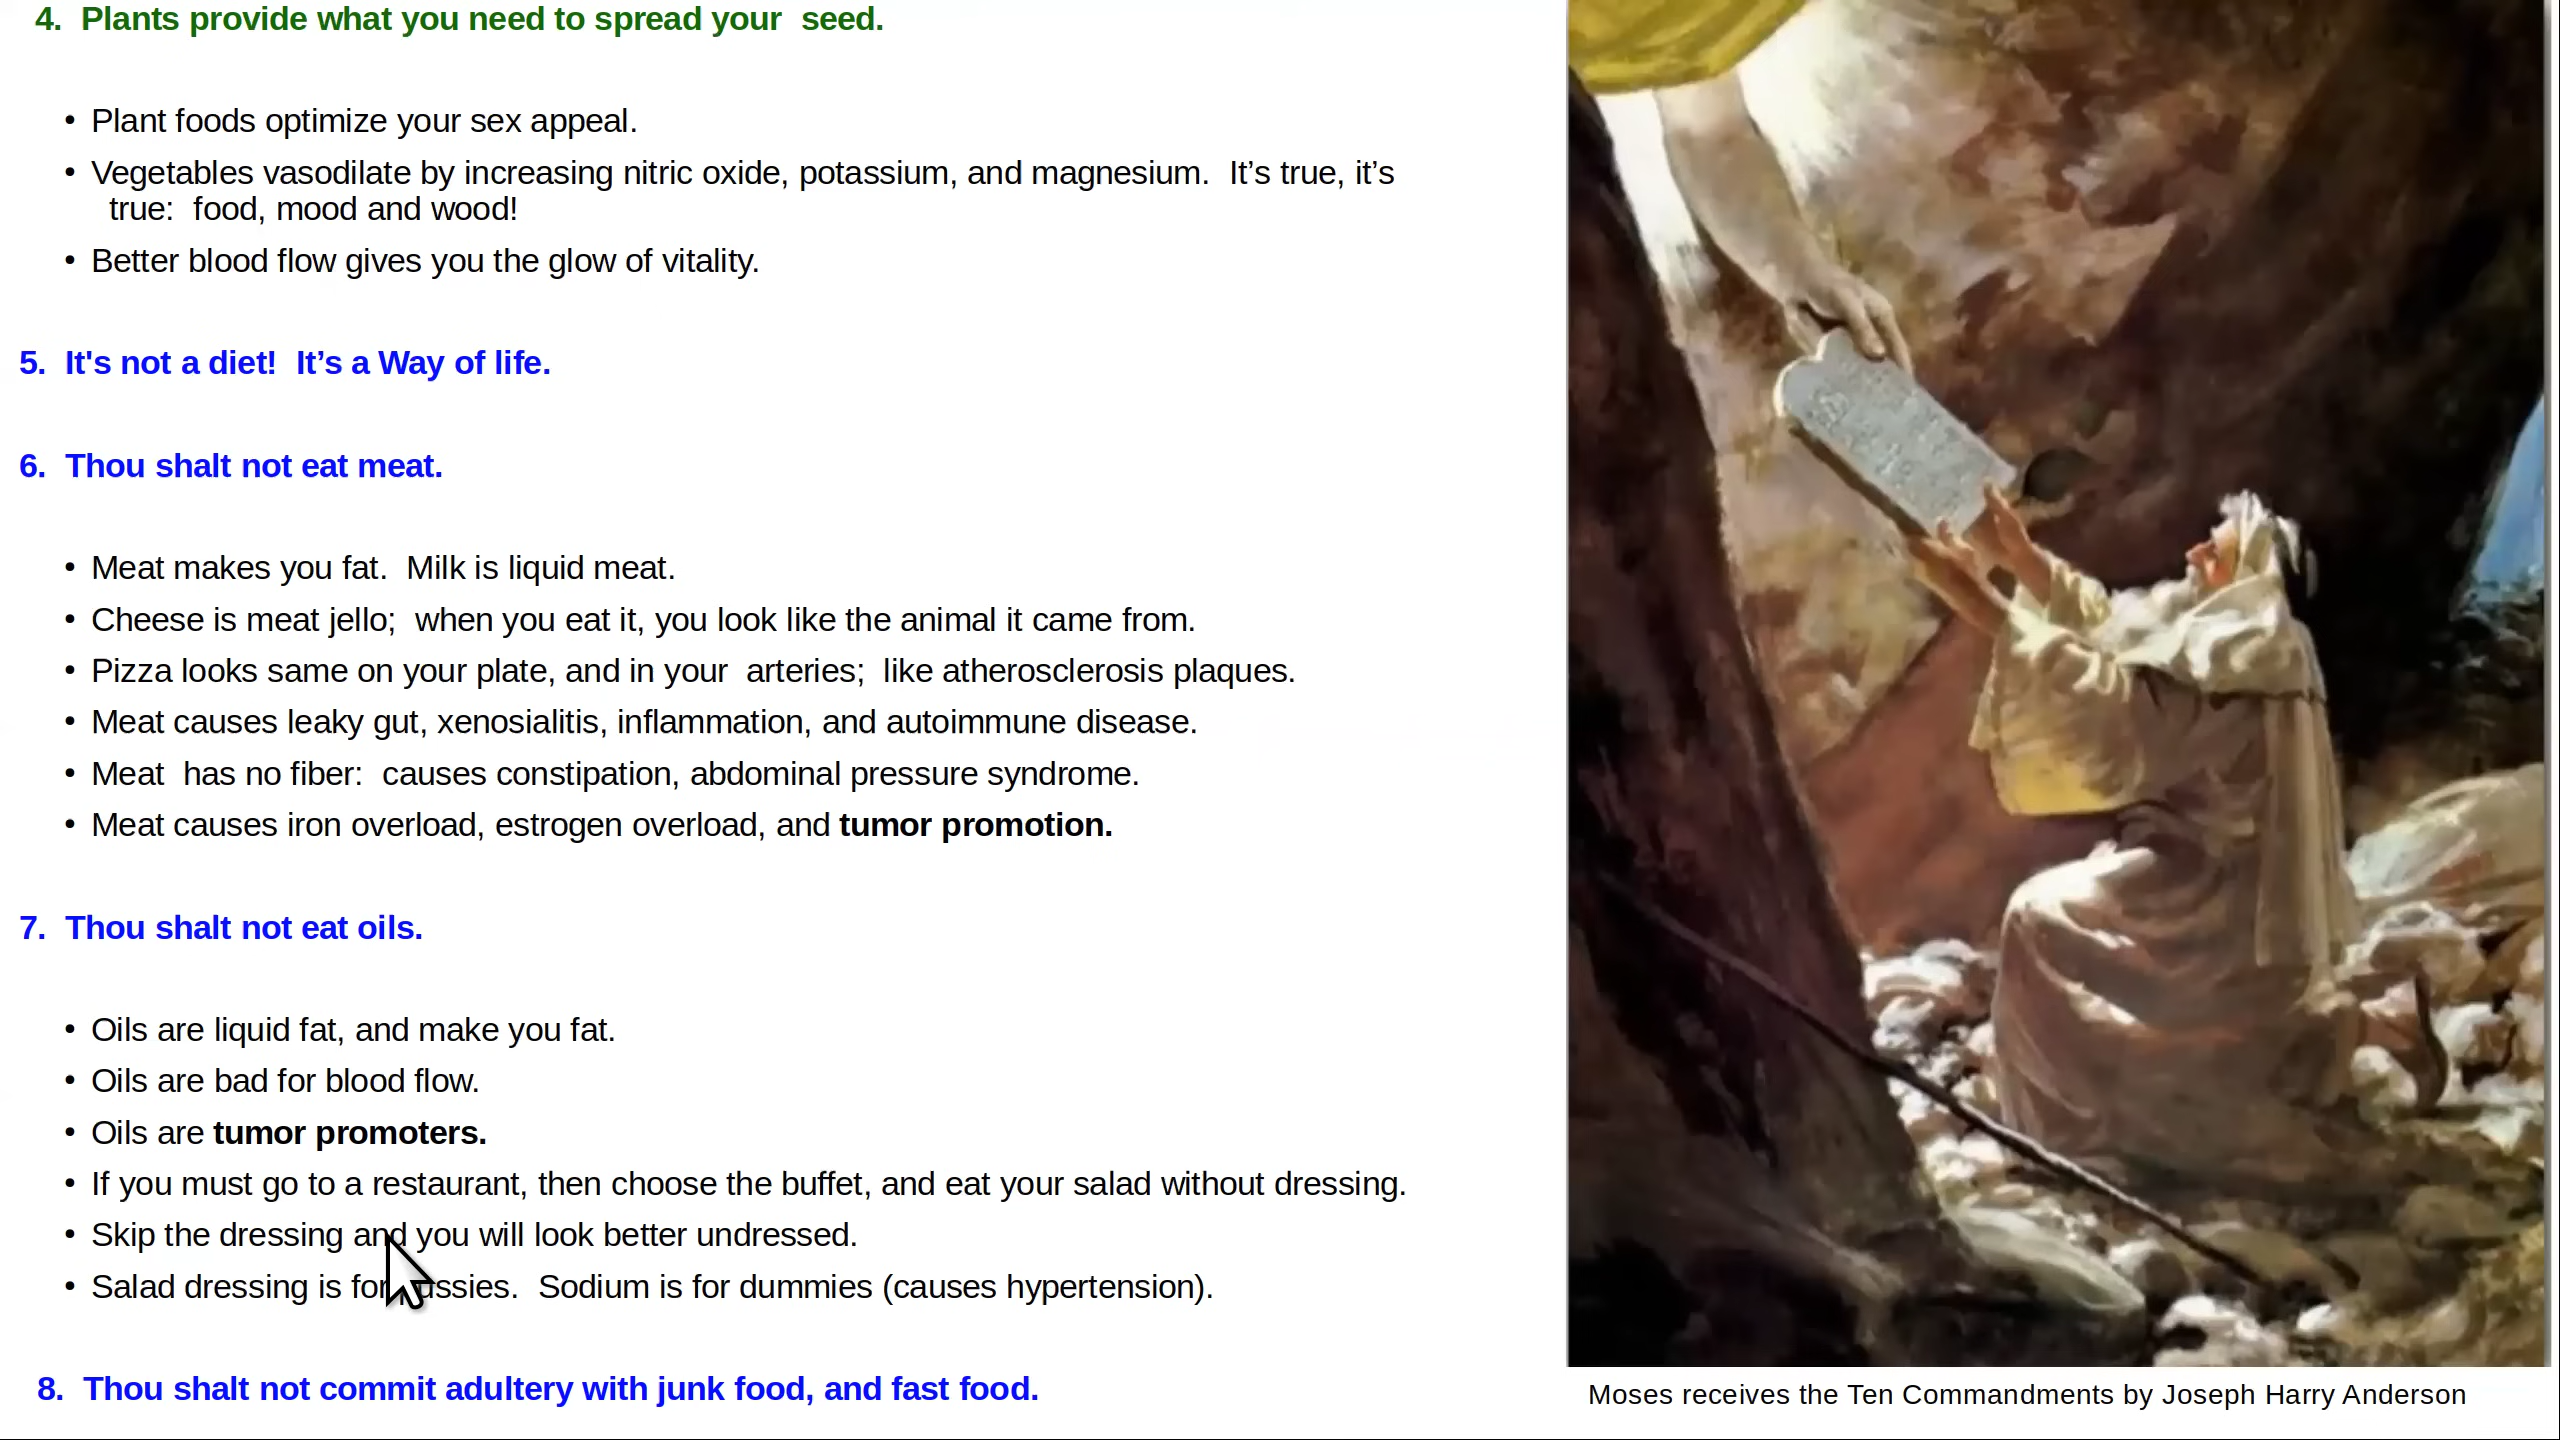 4. Plants provide what you need to spread your seed.
• Plant foods optimize your sex appeal.
• Vegetables vasodilate by increasing nitric oxide, potassium, and magnesium. It’s true, it’s
true: food, mood and wood!
• Better blood flow gives you the glow of vitality.
5. It's not a diet! It’s a Way of life.
6. Thou shalt not eat meat.
• Meat makes you fat. Milk is liquid meat.
• Cheese is meat jello; when you eat it, you look like the animal it came from.
• Pizza looks same on your plate, and in your arteries; like atherosclerosis plaques.
• Meat causes leaky gut, xenosialitis, inflammation, and autoimmune disease.
• Meat has no fiber: causes constipation, abdominal pressure syndrome.
• Meat causes iron overload, estrogen overload, and tumor promotion.
7. Thou shalt not eat oils.
• Oils are liquid fat, and make you fat.
• Oils are bad for blood flow.
• Oils are tumor promoters.
• If you must go to a restaurant, then choose the buffet, and eat your salad without dressing.
• Skip the dressing and you will look better undressed.
• Salad dressing is for Sodium is for dummies (causes hypertension).
8. Thou shalt not commit adultery with junk food, and fast food.
Moses receives the Ten Commandments by Joseph Harry Anderson